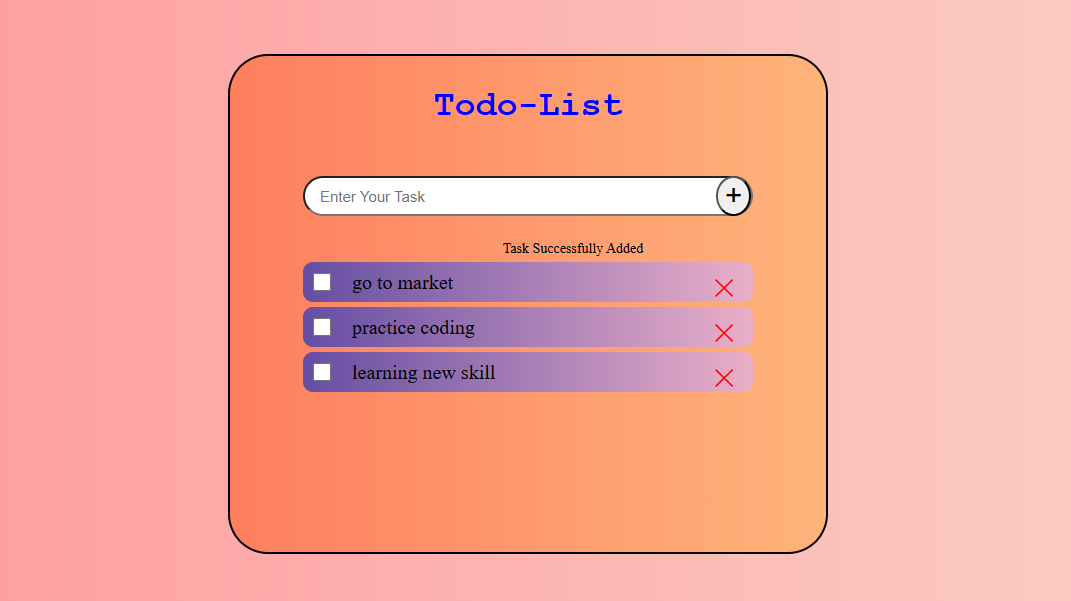 Todo-List
Enter Your Task
+
Task Successfully Added
go to market
practice coding
learning new skill